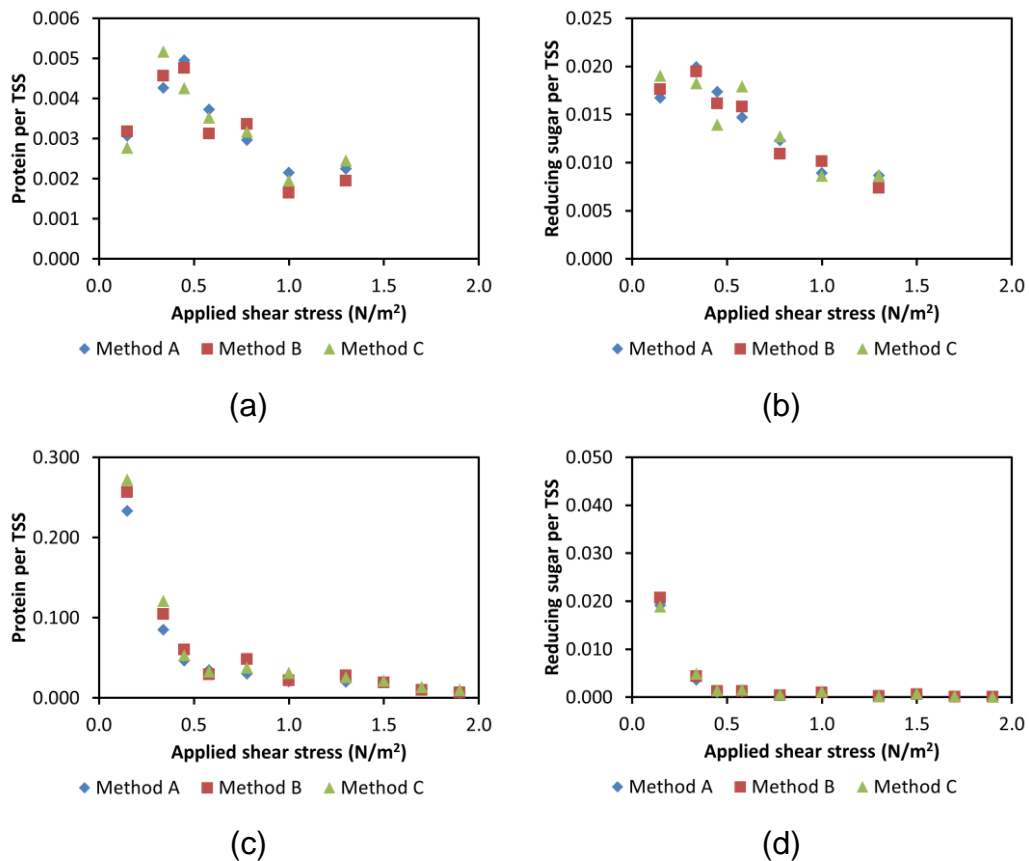 0.006
0.005
0.004
0.003
0.002
0.001
0.000
Protein per TSS
0.0 0.5 1.0 1.5 2.0
Applied shear stress (N/m²)
Method A Method B Method C
(a)
0.025
0.020
0.015
0.010
0.005
0.000
Reducing sugar per TSS
0.0 0.5 1.0 1.5 2.0
Applied shear stress (N/m²)
Method A Method B Method C
(b)
0.300
0.200
0.100
0.000
Protein per TSS
0.0 0.5 1.0 1.5 2.0
Applied shear stress (N/m²)
Method A Method B Method C
(c)
0.050
0.040
0.030
0.020
0.010
0.000
Reducing sugar per TSS
0.0 0.5 1.0 1.5 2.0
Applied shear stress (N/m²)
Method A Method B Method C
(d)